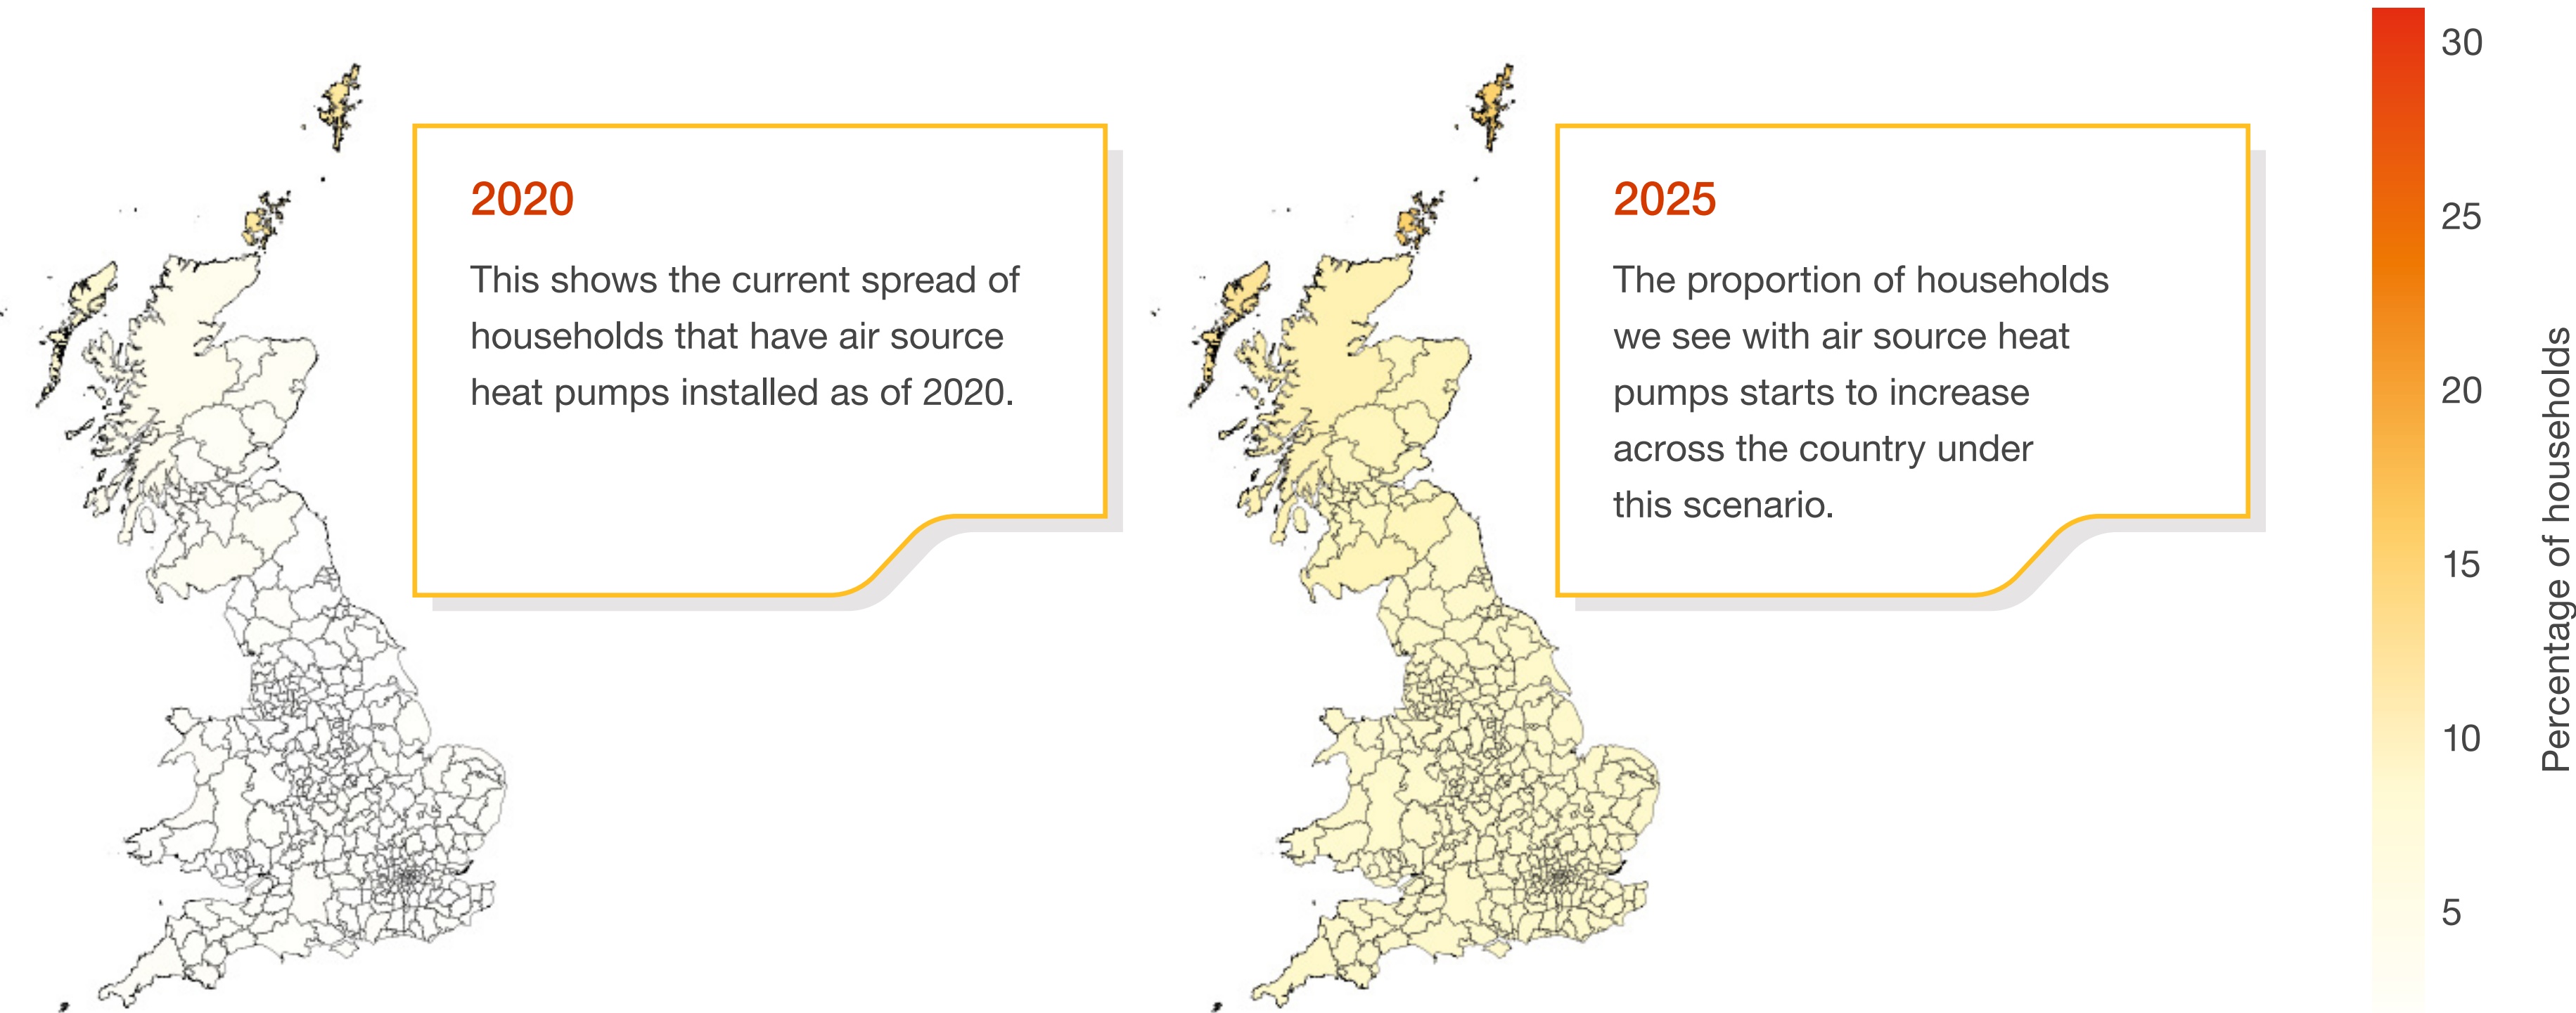 2020
This shows the current spread of
households that have air source
heat pumps installed as of 2020.
2025
The proportion of households
we see with air source heat
pumps starts to increase
across the country under
this scenario.
30
25
20
15
10
5
Percentage of households